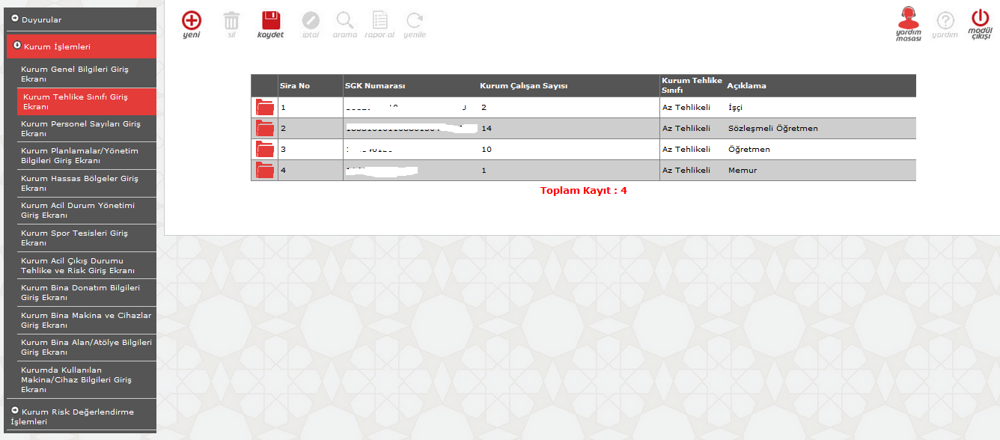 Duyurular
Kurum İşlemleri
Kurum Genel Bilgileri Giriş
Ekranı
Kurum Tehlike Sınıfı Giriş
Ekranı
Kurum Personel Sayıları Giriş
Ekranı
Kurum Planlamalar/Yönetim
Bilgileri Giriş Ekranı
Kurum Hassas Bölgeler Giriş
Ekranı
Kurum Acil Durum Yönetimi
Giriş Ekranı
Kurum Spor Tesisleri Giriş
Ekranı
Kurum Acil Çıkış Durumu
Tehlike ve Risk Giriş Ekranı
Kurum Bina Donatım Bilgileri
Giriş Ekranı
Kurum Bina Makina ve Cihazlar
Giriş Ekranı
Kurum Bina Alan/Atölye Bilgileri
Giriş Ekranı
Kurumda Kullanılan
Makina/Cihaz Bilgileri Giriş
Ekranı
Kurum Risk Değerlendirme
İşlemleri
yeni sil kaydet iptal arama rapor al yenile
yardım masası yardım modül çıkışı
Sira No SGK Numarası Kurum Çalışan Sayısı Kurum Tehlike Sınıfı Açıklama
1 2 Az Tehlikeli İşçi
2 14 Az Tehlikeli Sözleşmeli Öğretmen
3 10 Az Tehlikeli Öğretmen
4 1 Az Tehlikeli Memur
Toplam Kayıt : 4